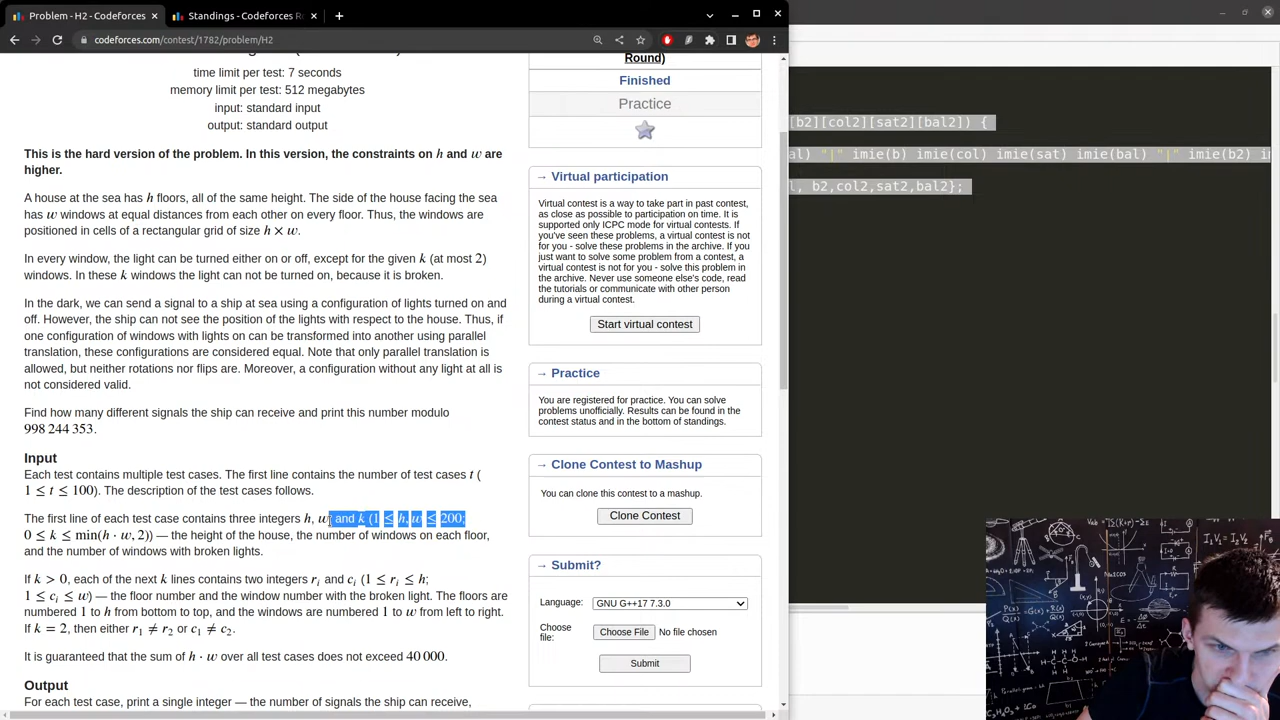 Problem - H2 - Codeforces
Standings - Codeforces R
codeforces.com/contest/1782/problem/H2
time limit per test: 7 seconds
memory limit per test: 512 megabytes
input: standard input
output: standard output
This is the hard version of the problem. In this version, the constraints on h and w are
higher.
A house at the sea has h floors, all of the same height. The side of the house facing the sea
has w windows at equal distances from each other on every floor. Thus, the windows are
positioned in cells of a rectangular grid of size h × w.
In every window, the light can be turned either on or off, except for the given k (at most 2)
windows. In these k windows the light can not be turned on, because it is broken.
In the dark, we can send a signal to a ship at sea using a configuration of lights turned on and
off. However, the ship can not see the position of the lights with respect to the house. Thus, if
one configuration of windows with lights on can be transformed into another using parallel
translation, these configurations are considered equal. Note that only parallel translation is
allowed, but neither rotations nor flips are. Moreover, a configuration without any light at all is
not considered valid.
Find how many different signals the ship can receive and print this number modulo
998 244 353.
Input
Each test contains multiple test cases. The first line contains the number of test cases t (
1 ≤ t ≤ 100). The description of the test cases follows.
The first line of each test case contains three integers h, w and k (1 ≤ h, w ≤ 200;
0 ≤ k ≤ min(h · w, 2)) — the height of the house, the number of windows on each floor,
and the number of windows with broken lights.
If k > 0, each of the next k lines contains two integers ri and ci (1 ≤ ri ≤ h;
1 ≤ ci ≤ w) — the floor number and the window number with the broken light. The floors are
numbered 1 to h from bottom to top, and the windows are numbered 1 to w from left to right.
If k = 2, then either r1 ≠ r2 or c1 ≠ c2.
It is guaranteed that the sum of h · w over all test cases does not exceed 40 000.
Output
For each test case, print a single integer — the number of signals the ship can receive,
Round)
Finished
Practice
→ Virtual participation
Virtual contest is a way to take part in past contest,
as close as possible to participation on time. It is
supported only ICPC mode for virtual contests. If
you've seen these problems, a virtual contest is not
for you - solve these problems in the archive. If you
just want to solve some problem from a contest, a
virtual contest is not for you - solve this problem in
the archive. Never use someone else's code, read
the tutorials or communicate with other person
during a virtual contest.
Start virtual contest
→ Practice
You are registered for practice. You can solve
problems unofficially. Results can be found in the
contest status and in the bottom of standings.
→ Clone Contest to Mashup
You can clone this contest to a mashup.
Clone Contest
→ Submit?
Language: GNU G++17 7.3.0
Choose
file: Choose File No file chosen
Submit
[b2][col2][sat2][bal2]) {
al) "|" imie(b) imie(col) imie(sat) imie(bal) "|" imie(b2) im
l, b2,col2,sat2,bal2};